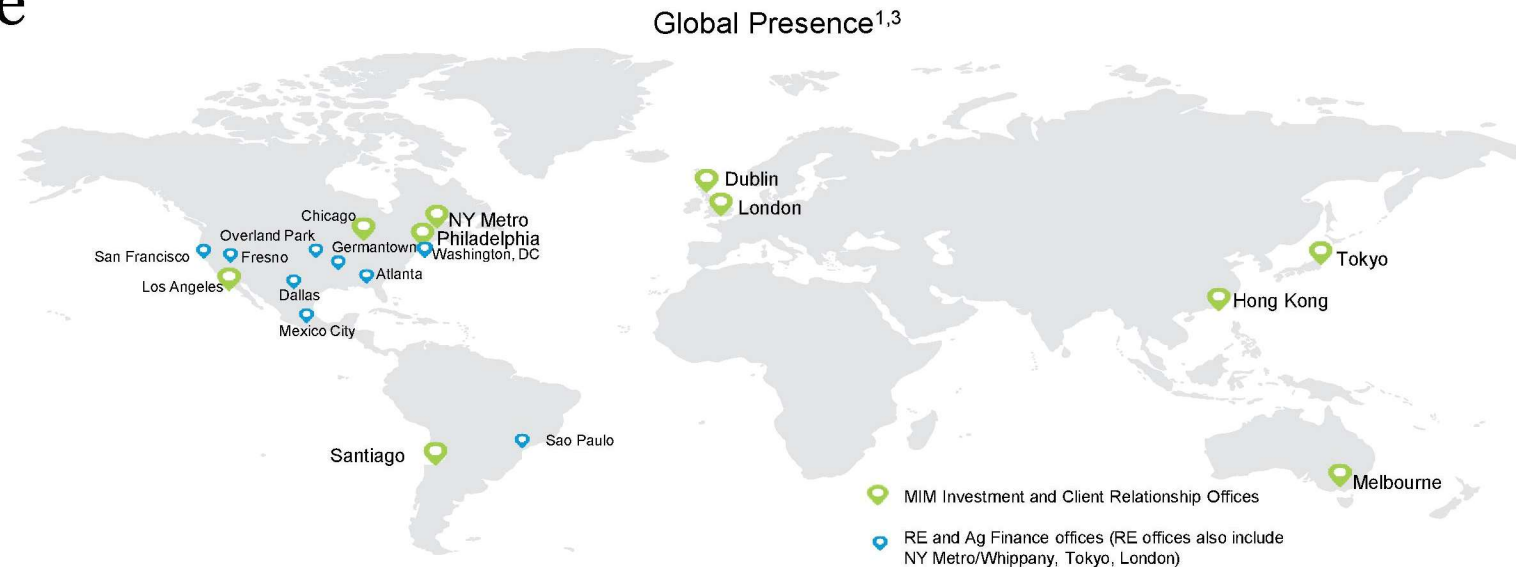 e
Global Presence1,3
Dublin
London
Chicago
NY Metro
Overland Park
Philadelphia
Germantown
San Francisco
Fresno
Washington, DC
Atlanta
Los Angeles
Dallas
Mexico City
Tokyo
Hong Kong
Santiago
Sao Paulo
Melbourne
MIM Investment and Client Relationship Offices
RE and Ag Finance offices (RE offices also include
NY Metro/Whippany, Tokyo, London)